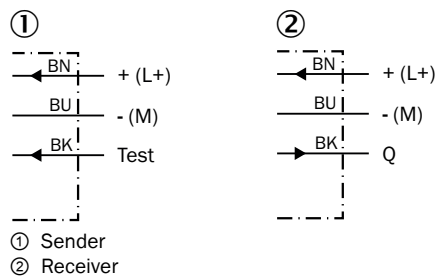 ① ②
BN + (L+) BN + (L+)
BU - (M) BU - (M)
BK Test BK Q
① Sender
② Receiver